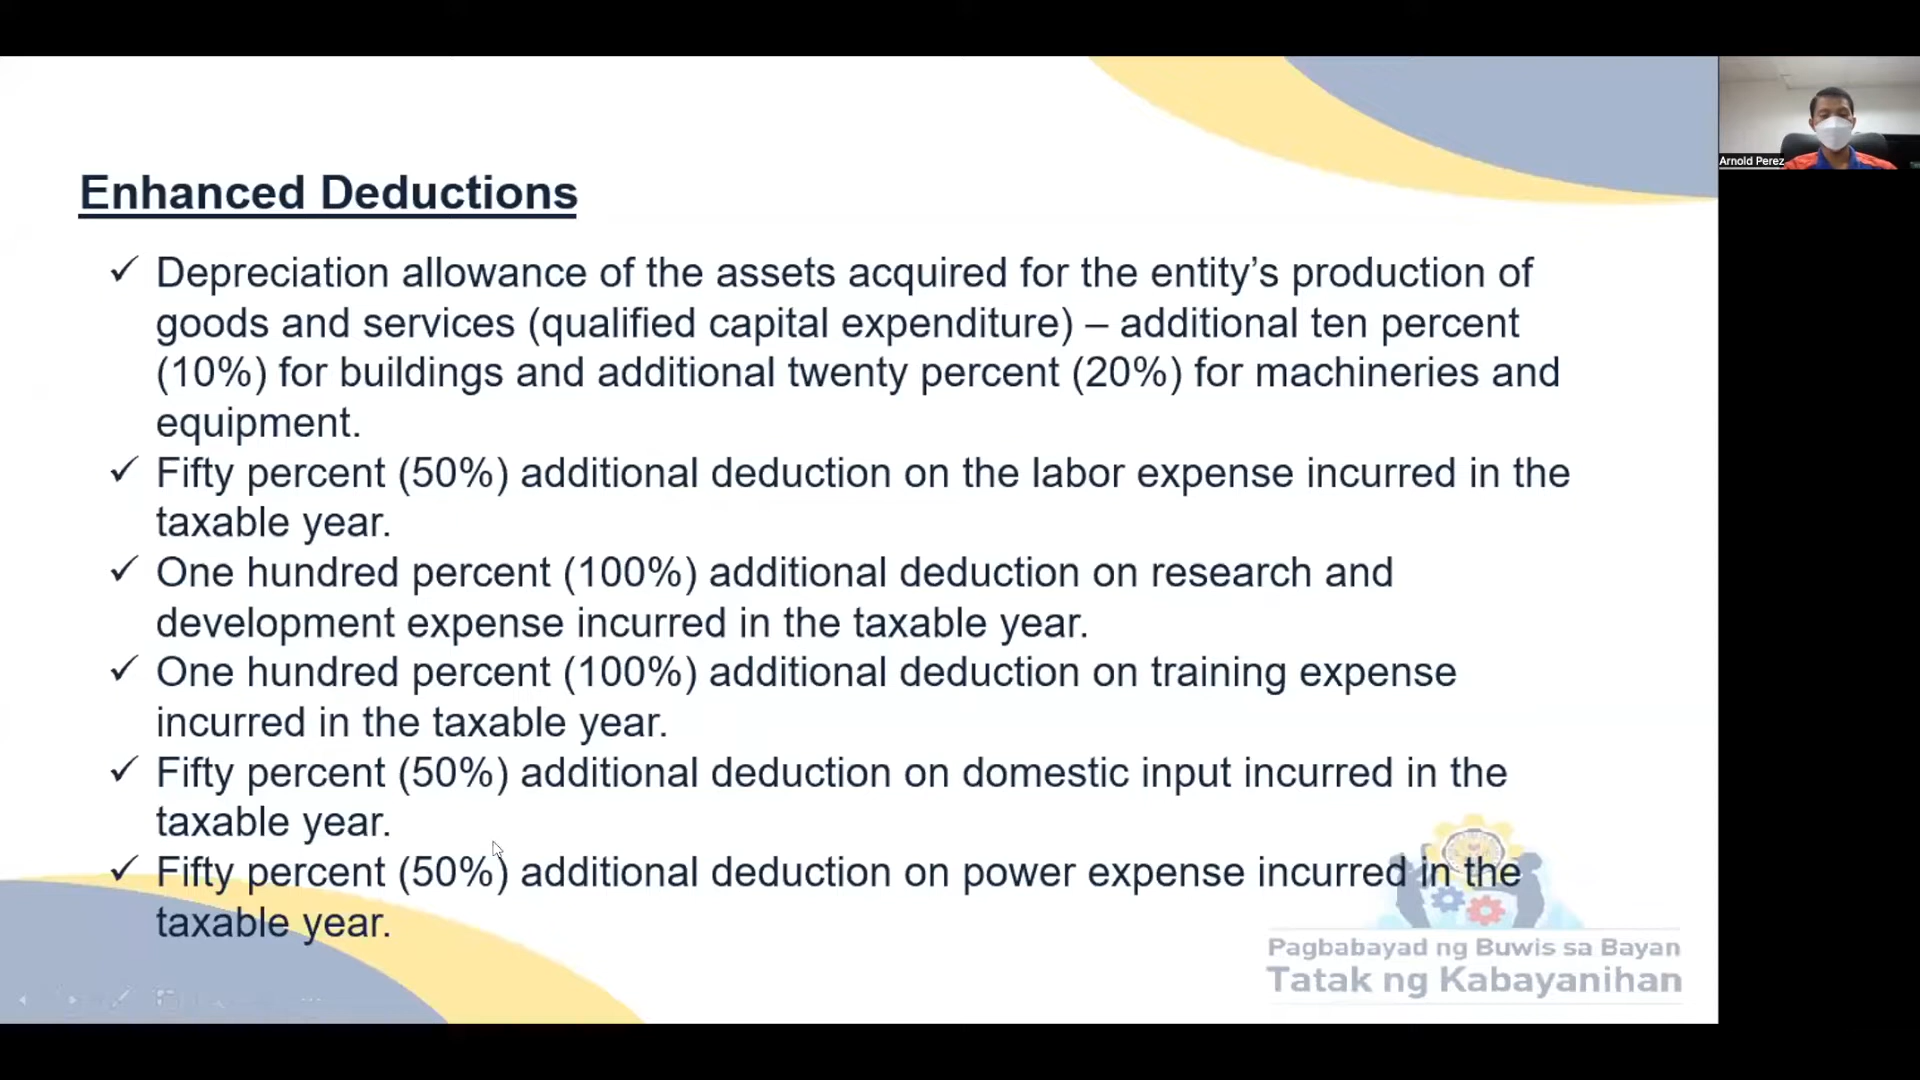 Enhanced Deductions
✓ Depreciation allowance of the assets acquired for the entity’s production of
goods and services (qualified capital expenditure) – additional ten percent
(10%) for buildings and additional twenty percent (20%) for machineries and
equipment.
✓ Fifty percent (50%) additional deduction on the labor expense incurred in the
taxable year.
✓ One hundred percent (100%) additional deduction on research and
development expense incurred in the taxable year.
✓ One hundred percent (100%) additional deduction on training expense
incurred in the taxable year.
✓ Fifty percent (50%) additional deduction on domestic input incurred in the
taxable year.
✓ Fifty percent (50%) additional deduction on power expense incurred in the
taxable year.
Pagbabayad ng Buwis sa Bayan
Tatak ng Kabayanihan
Arnold Perez